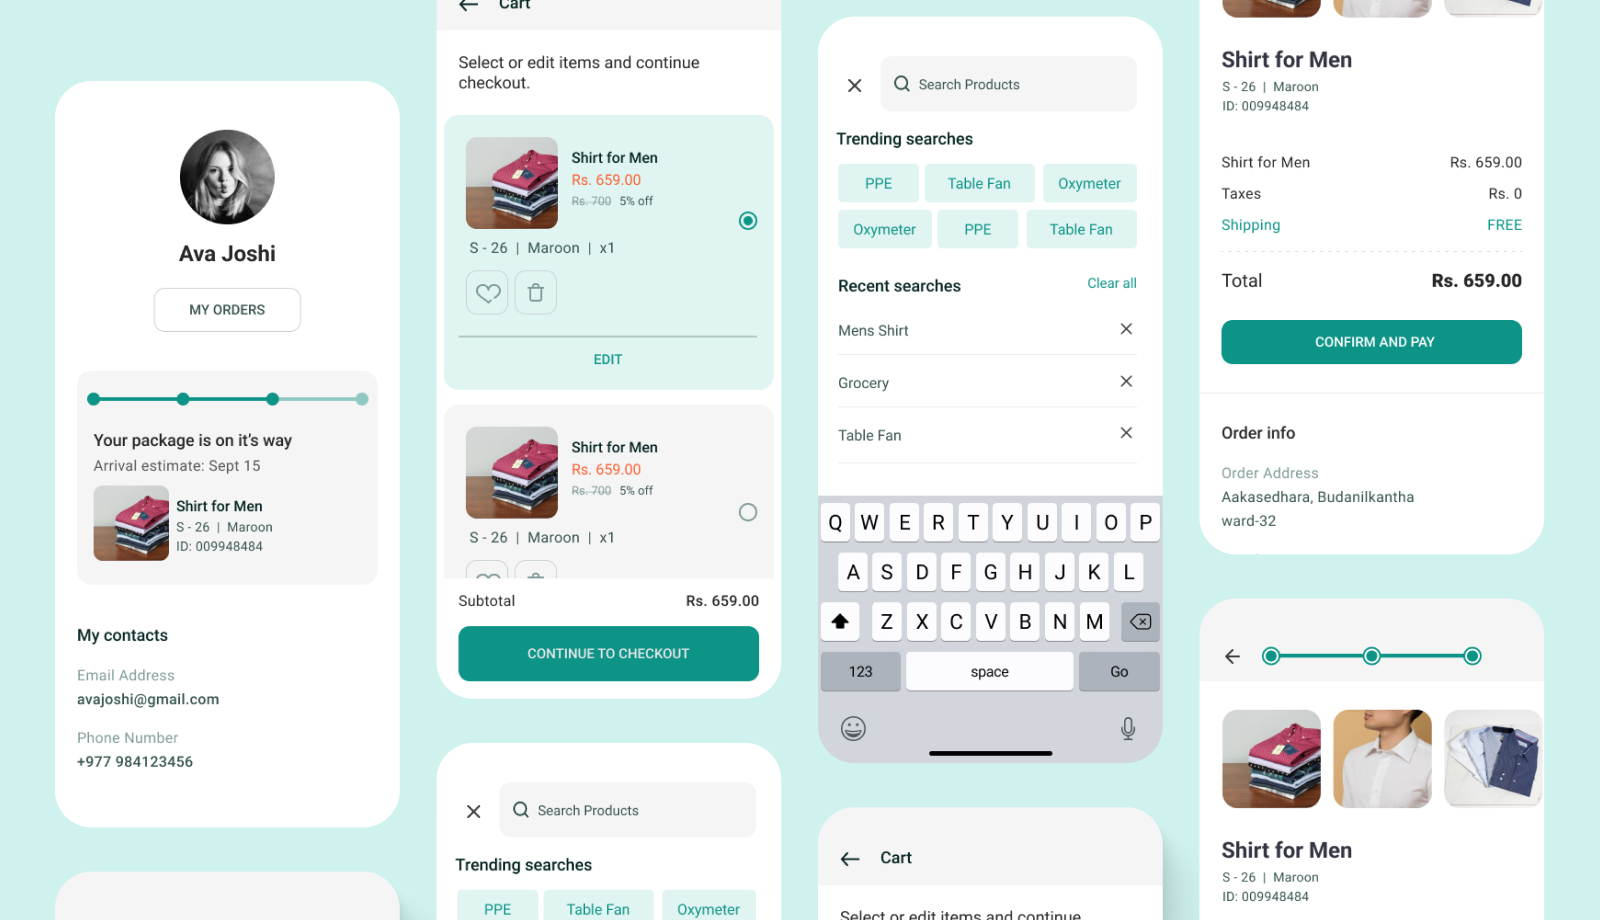 Ava Joshi
MY ORDERS
Your package is on it’s way
Arrival estimate: Sept 15
Shirt for Men
S - 26 | Maroon
ID: 009948484
My contacts
Email Address
avajoshi@gmail.com
Phone Number
+977 984123456
Cart
Select or edit items and continue
checkout.
Shirt for Men
Rs. 659.00
Rs. 700 5% off
S - 26 | Maroon | x1
EDIT
Shirt for Men
Rs. 659.00
Rs. 700 5% off
S - 26 | Maroon | x1
Subtotal Rs. 659.00
CONTINUE TO CHECKOUT
Search Products
Trending searches
PPE Table Fan Oxymeter
Search Products
Trending searches
PPE Table Fan Oxymeter
Oxymeter PPE Table Fan
Recent searches Clear all
Mens Shirt
Grocery
Table Fan
Q W E R T Y U I O P
A S D F G H J K L
Z X C V B N M
123 space Go
Cart
Select or edit items and continue
Shirt for Men
S - 26 | Maroon
ID: 009948484
Shirt for Men Rs. 659.00
Taxes Rs. 0
Shipping FREE
Total Rs. 659.00
CONFIRM AND PAY
Order info
Order Address
Aakasedhara, Budanilkantha
ward-32
Shirt for Men
S - 26 | Maroon
ID: 009948484